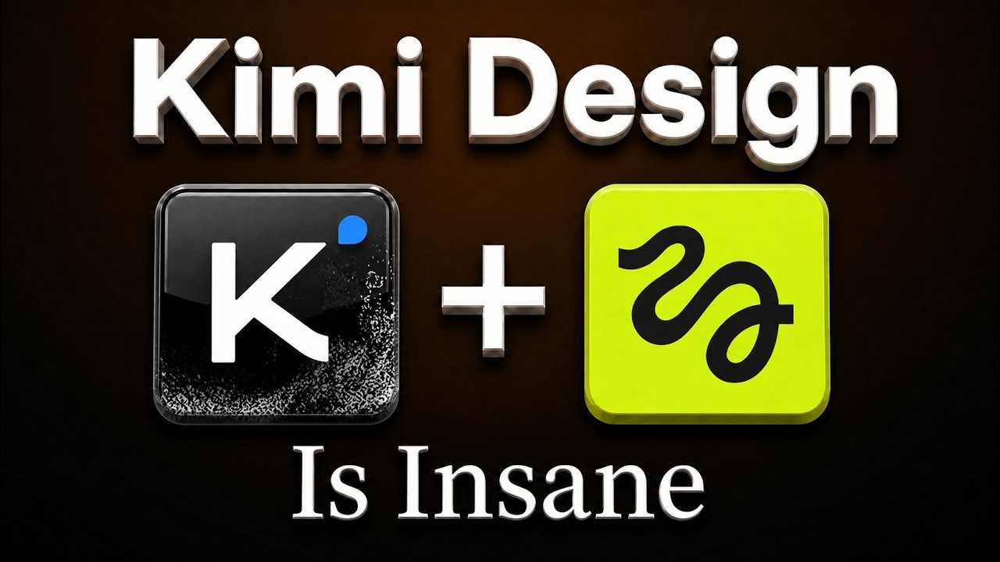 Kimi Design
K +
Is Insane